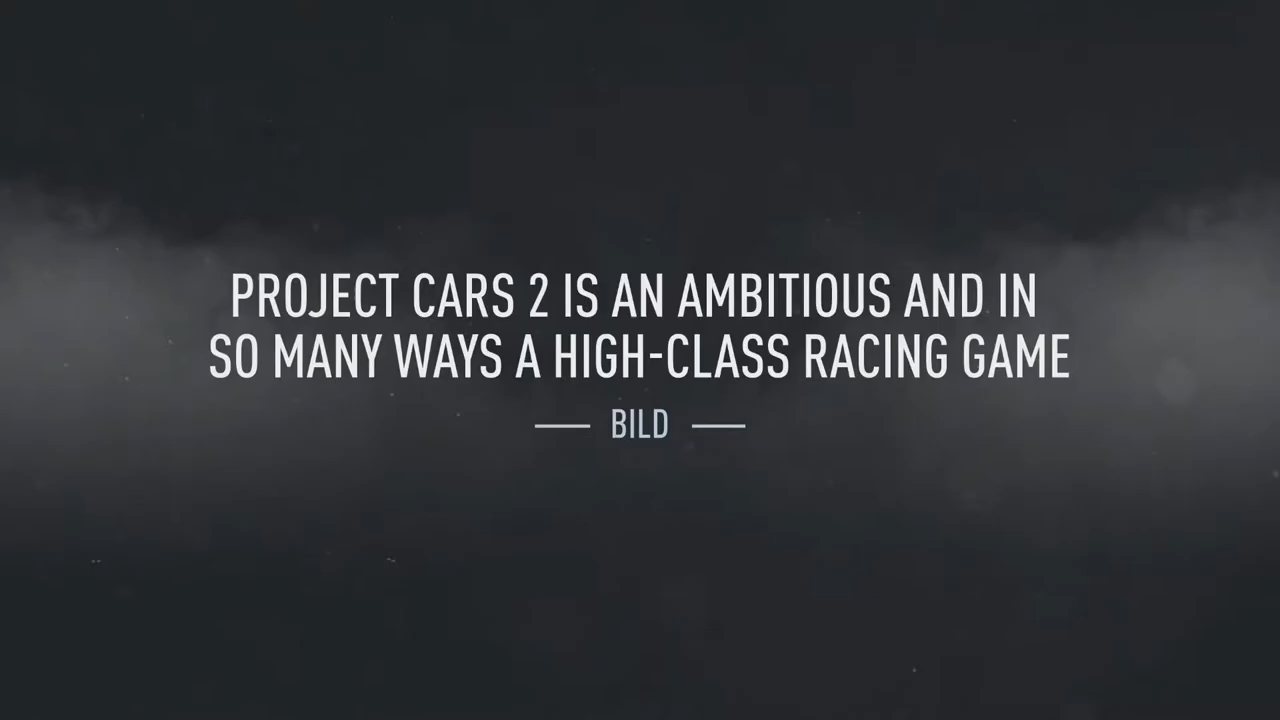 PROJECT CARS 2 IS AN AMBITIOUS AND IN
SO MANY WAYS A HIGH-CLASS RACING GAME
BILD